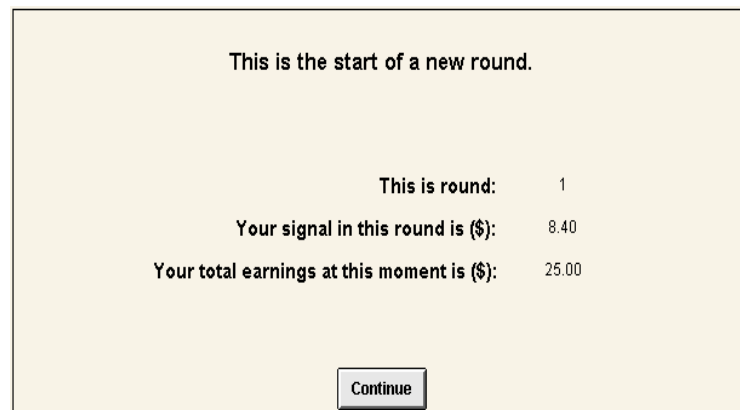 This is the start of a new round.
This is round: 1
Your signal in this round is ($): 8.40
Your total earnings at this moment is ($): 25.00
Continue